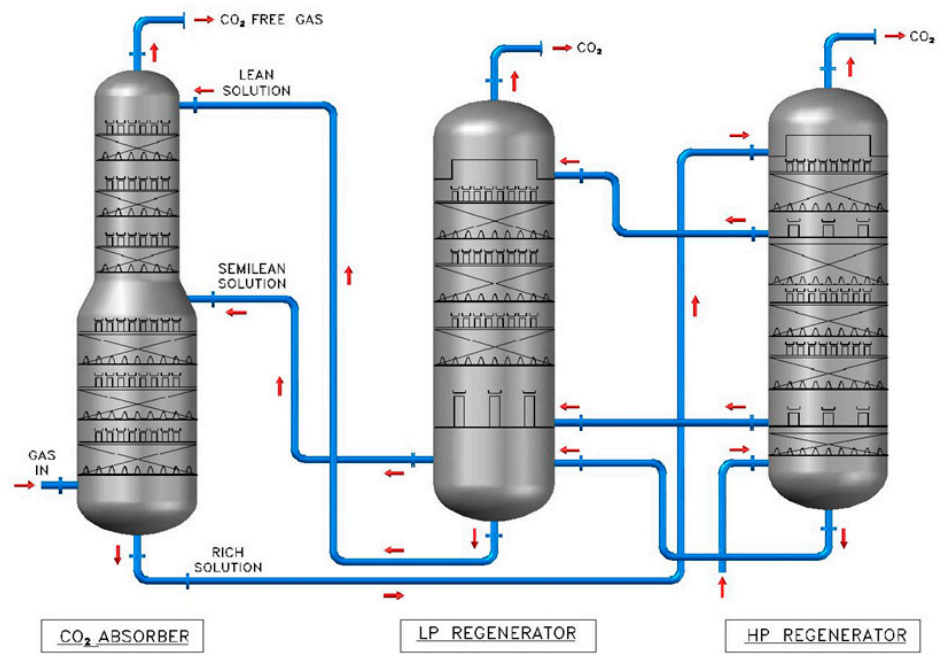 CO₂ FREE GAS
CO₂
CO₂
LEAN
SOLUTION
SEMILEAN
SOLUTION
GAS
IN
RICH
SOLUTION
CO₂ ABSORBER
LP REGENERATOR
HP REGENERATOR